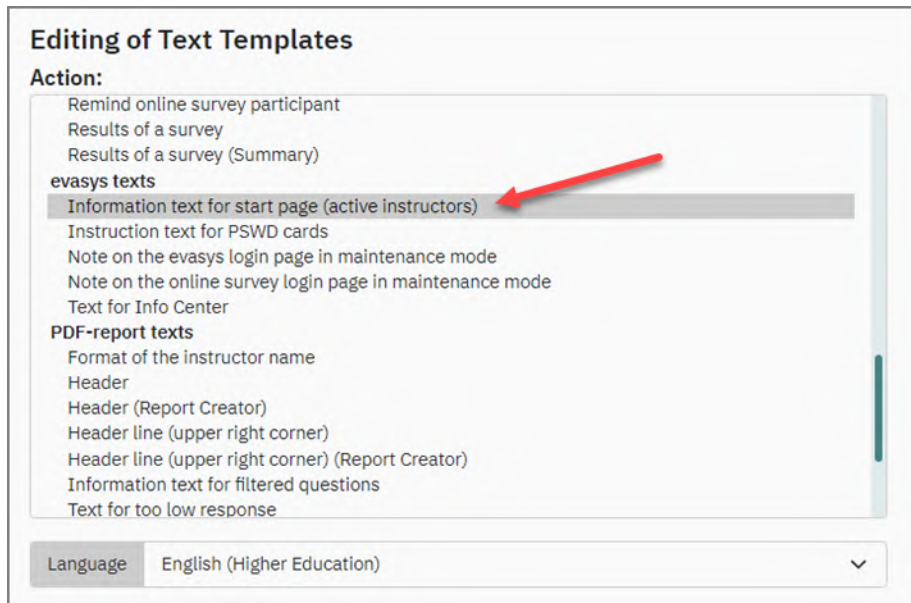 Editing of Text Templates
Action:
Remind online survey participant
Results of a survey
Results of a survey (Summary)
evasys texts
Information text for start page (active instructors)
Instruction text for PSWD cards
Note on the evasys login page in maintenance mode
Note on the online survey login page in maintenance mode
Text for Info Center
PDF-report texts
Format of the instructor name
Header
Header (Report Creator)
Header line (upper right corner)
Header line (upper right corner) (Report Creator)
Information text for filtered questions
Text for too low response
Language English (Higher Education)